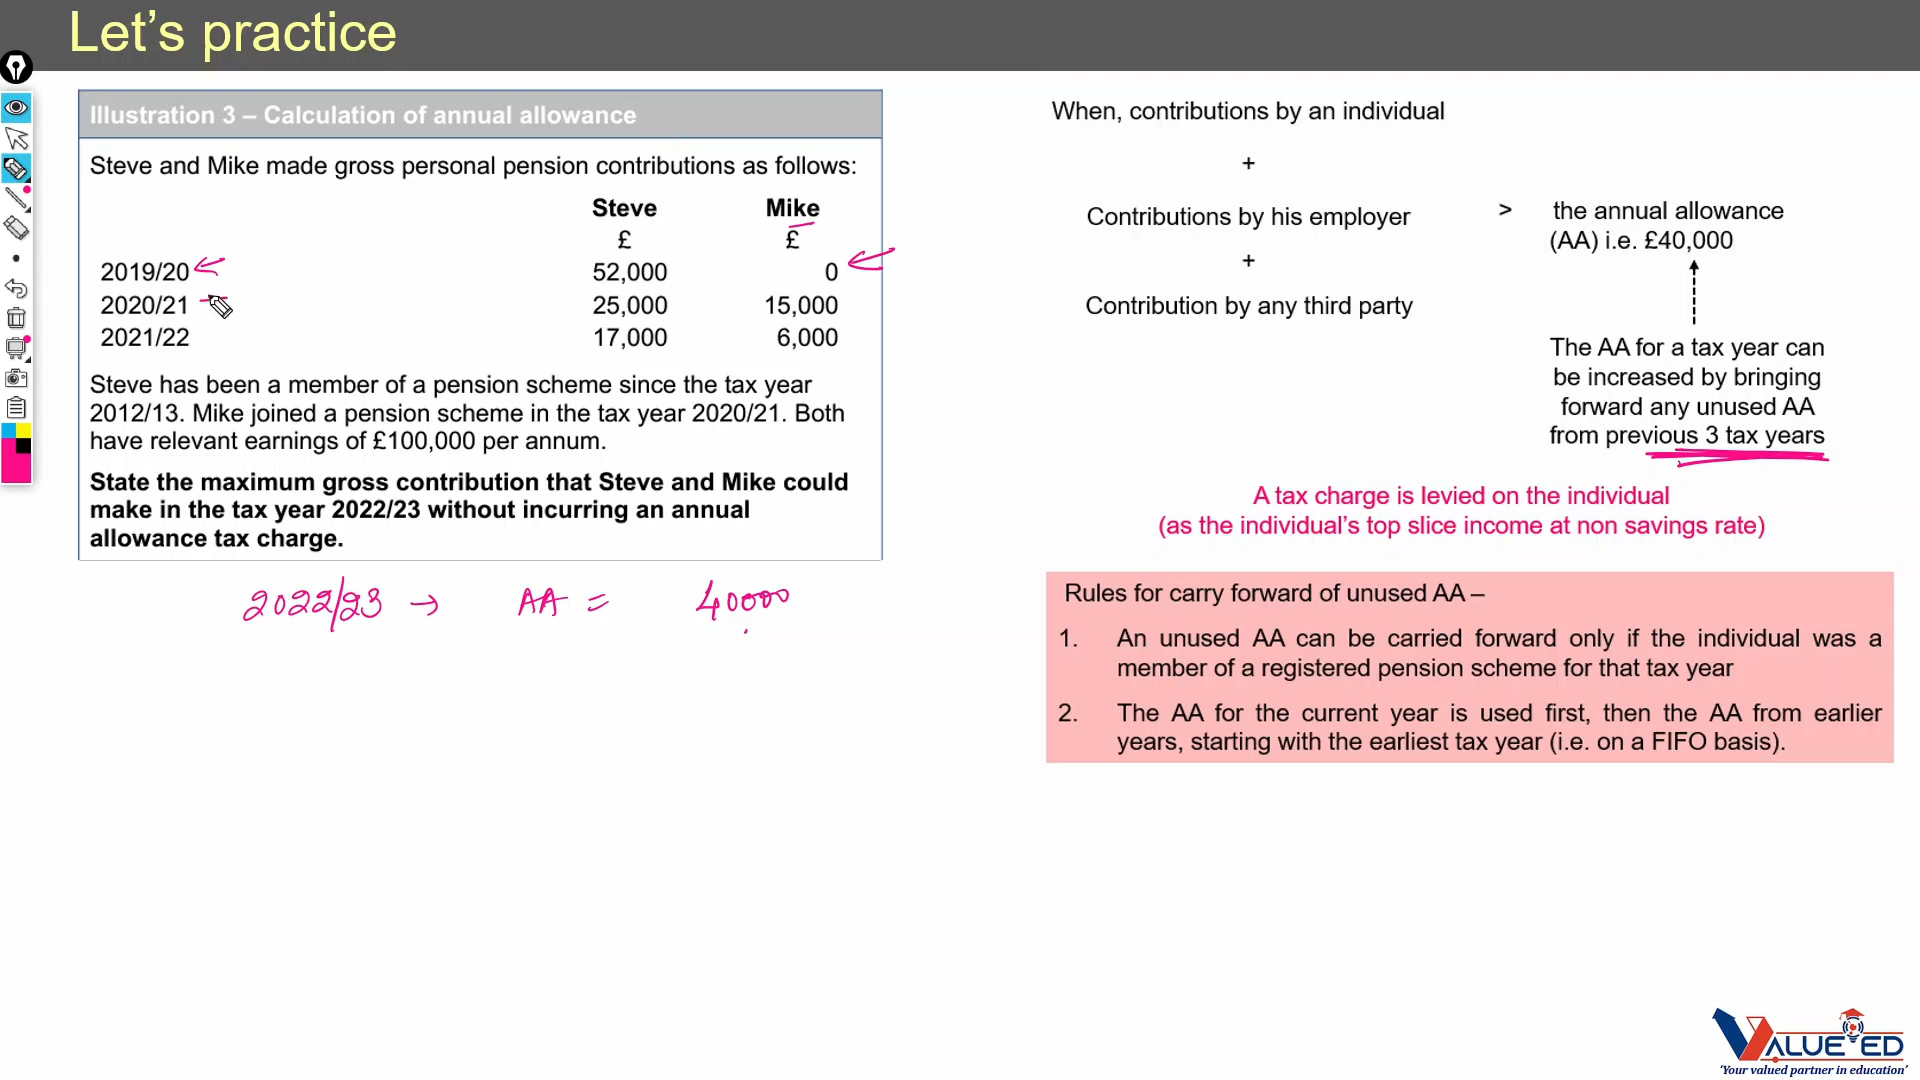 Let's practice
Illustration 3 – Calculation of annual allowance
Steve and Mike made gross personal pension contributions as follows:
Steve Mike
£ £
2019/20 52,000 0
2020/21 25,000 15,000
2021/22 17,000 6,000
Steve has been a member of a pension scheme since the tax year
2012/13. Mike joined a pension scheme in the tax year 2020/21. Both
have relevant earnings of £100,000 per annum.
State the maximum gross contribution that Steve and Mike could
make in the tax year 2022/23 without incurring an annual
allowance tax charge.
2022/23 → AA = 40000
When, contributions by an individual
+
Contributions by his employer
+
Contribution by any third party
>
the annual allowance
(AA) i.e. £40,000
The AA for a tax year can
be increased by bringing
forward any unused AA
from previous 3 tax years
A tax charge is levied on the individual
(as the individual's top slice income at non savings rate)
Rules for carry forward of unused AA –
1. An unused AA can be carried forward only if the individual was a
member of a registered pension scheme for that tax year
2. The AA for the current year is used first, then the AA from earlier
years, starting with the earliest tax year (i.e. on a FIFO basis).
VALUE ED
'Your valued partner in education'